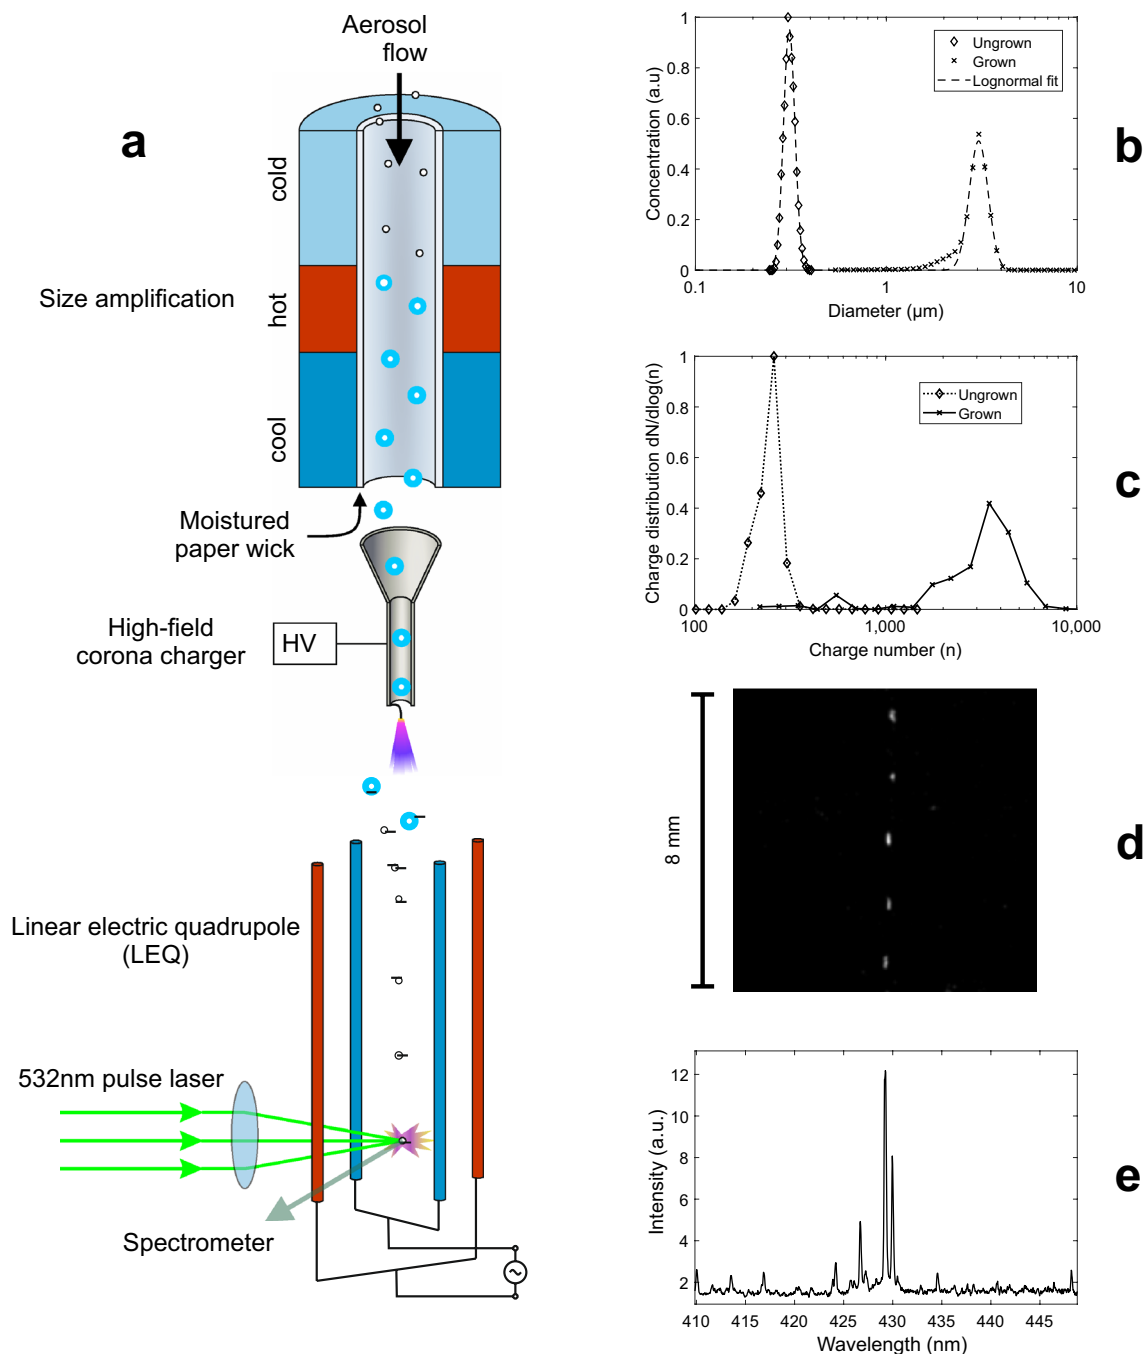 Aerosol
flow
a
cold
Size amplification
hot
cool
Moistured
paper wick
High-field
corona charger
HV
Linear electric quadrupole
(LEQ)
532nm pulse laser
Spectrometer
b
Concentration (a.u)
1
0.8
0.6
0.4
0.2
0
0.1
1
10
Diameter (µm)
Ungrown
Grown
Lognormal fit
c
Charge distribution dN/dlog(n)
1
0.8
0.6
0.4
0.2
0
100
1,000
10,000
Charge number (n)
Ungrown
Grown
d
8 mm
e
Intensity (a.u.)
12
10
8
6
4
2
410
415
420
425
430
435
440
445
Wavelength (nm)